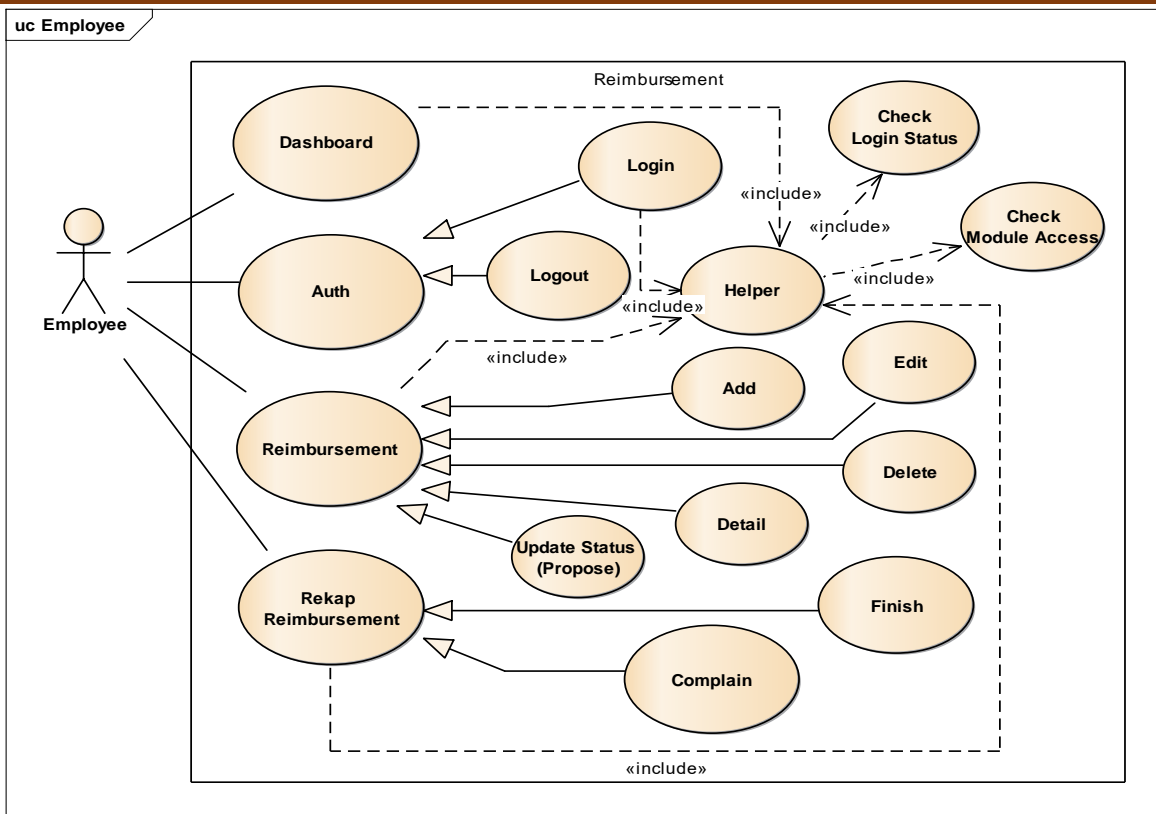 uc Employee
Reimbursement
Dashboard
Login
Check
Login Status
«include»
«include»
Check
Module Access
Auth
Logout
Helper
«include»
«include»
«include»
Employee
Add
Edit
Reimbursement
Delete
Detail
Update Status
(Propose)
Rekap
Reimbursement
Finish
Complain
«include»